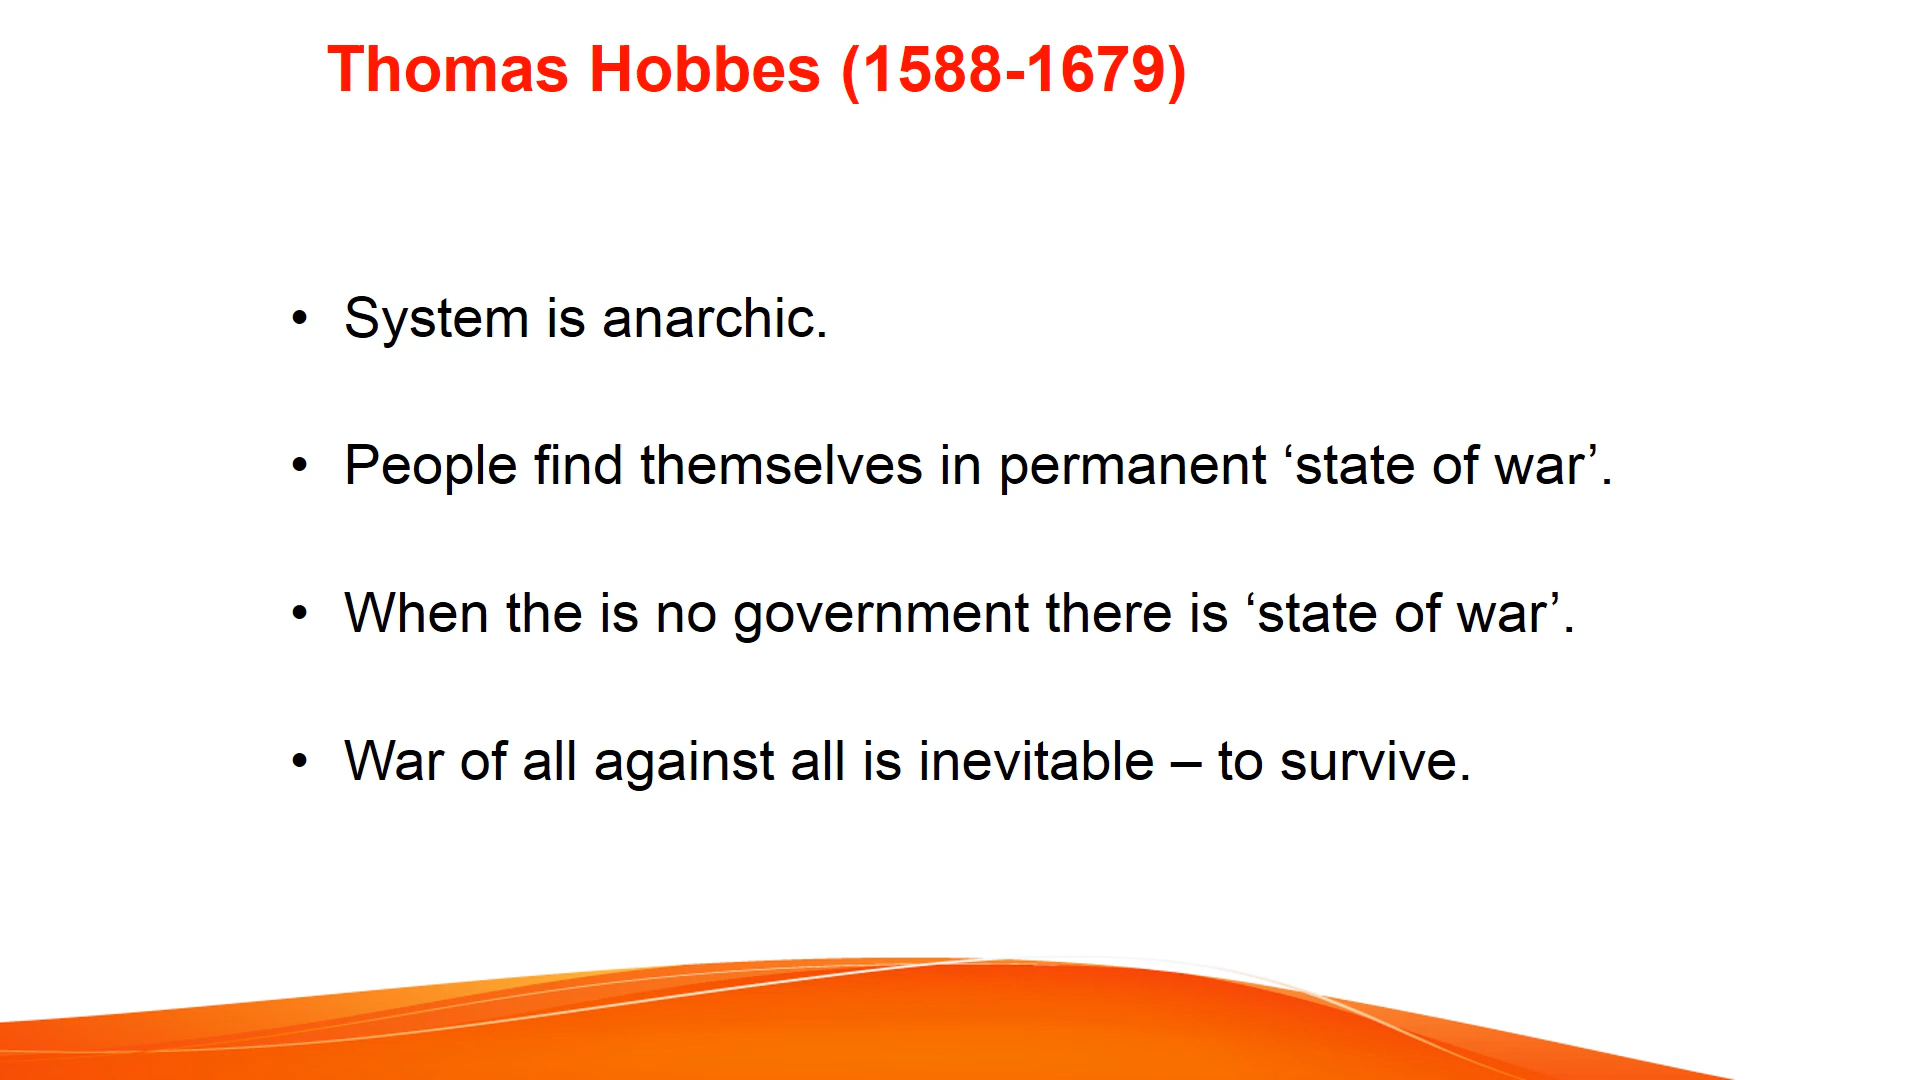 Thomas Hobbes (1588-1679)
• System is anarchic.
• People find themselves in permanent ‘state of war’.
• When the is no government there is ‘state of war’.
• War of all against all is inevitable – to survive.